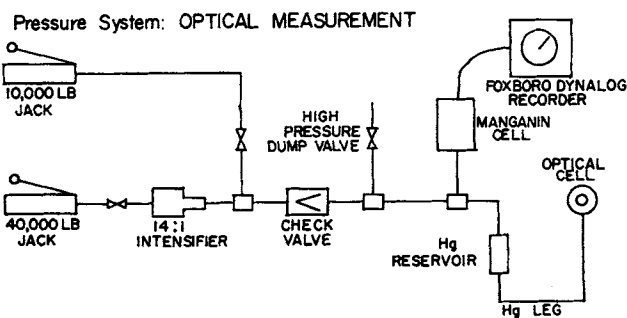 Pressure System: OPTICAL MEASUREMENT
10,000 LB
JACK
HIGH
PRESSURE
DUMP VALVE
FOXBORO DYNALOG
RECORDER
MANGANIN
CELL
OPTICAL
CELL
40,000 LB
JACK
14:1
INTENSIFIER
CHECK
VALVE
Hg
RESERVOIR
Hg LEG